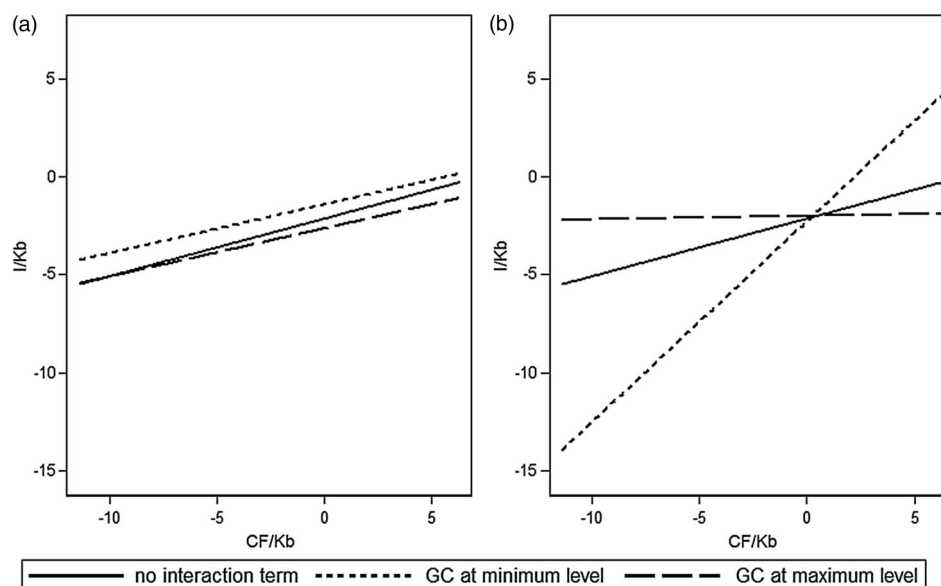 (a)
(b)
5
0
-5
-10
-15
I/Kb
-10
-5
0
5
CF/Kb
5
0
-5
-10
-15
I/Kb
-10
-5
0
5
CF/Kb
no interaction term
GC at minimum level
GC at maximum level